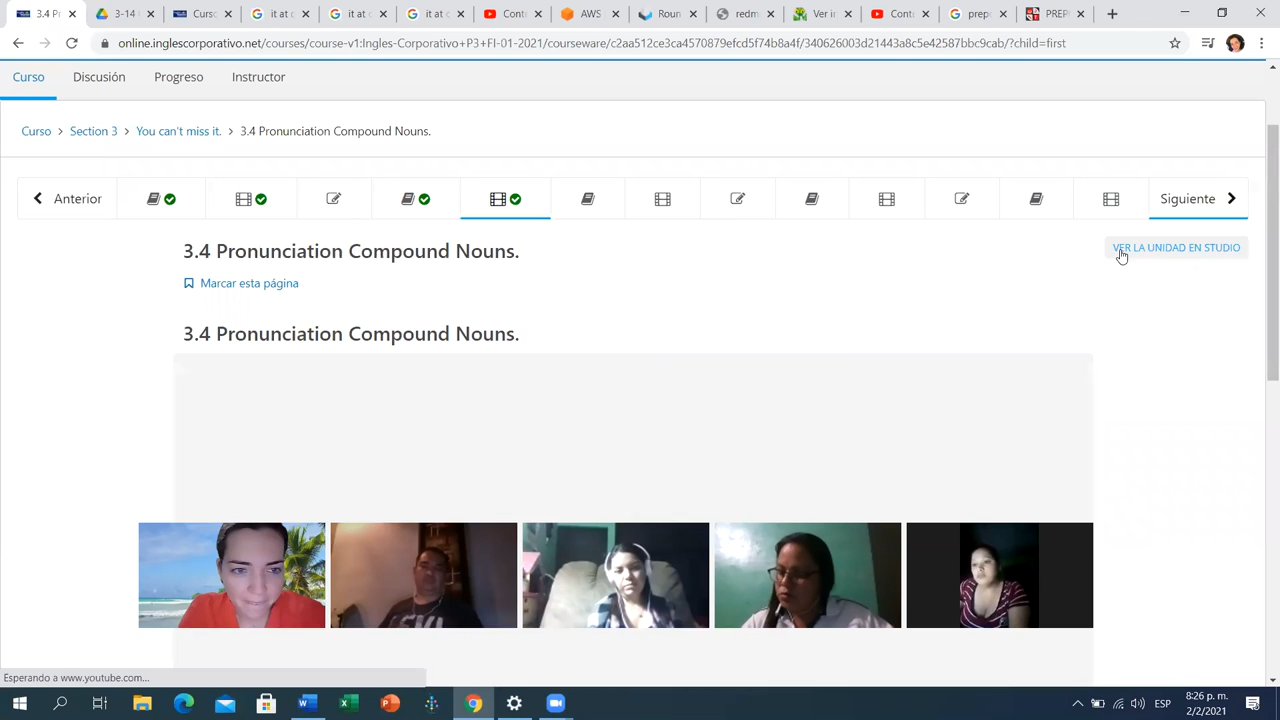 3.4 Pr
3-14
Curso
it at c
it at c
it at c
Cont
AWS
Roun
redm
Ver in
Cont
prepo
PREPO
online.inglescorporativo.net/courses/course-v1:Ingles-Corporativo+P3+FI-01-2021/courseware/c2aa512ce3ca4570879efcd5f74b8a4f/340626003d21443a8c5e42587bbc9cab/?child=first
Curso
Discusión
Progreso
Instructor
Curso > Section 3 > You can't miss it. > 3.4 Pronunciation Compound Nouns.
Anterior
Siguiente
3.4 Pronunciation Compound Nouns.
VER LA UNIDAD EN STUDIO
Marcar esta página
3.4 Pronunciation Compound Nouns.
Esperando a www.youtube.com...
ESP
8:26 p. m.
2/2/2021